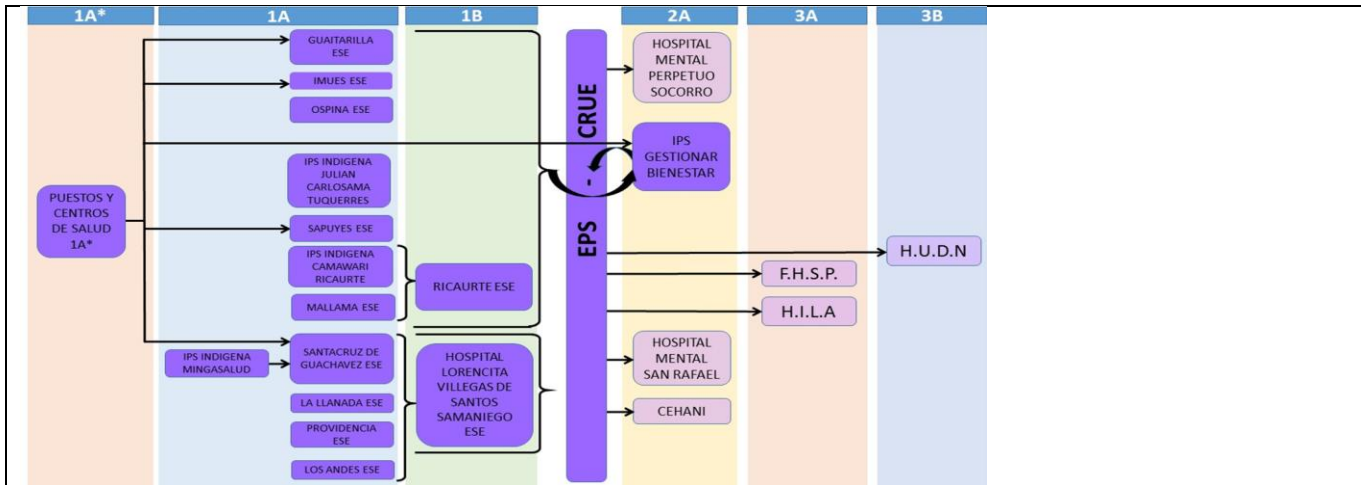 1A*
1A
1B
2A
3A
3B
PUESTOS Y
CENTROS
DE SALUD
1A*
GUAITARILLA
ESE
IMUES ESE
OSPINA ESE
IPS INDIGENA
JULIAN
CARLOSAMA
TUQUERRES
SAPUYES ESE
IPS INDIGENA
CAMAWARI
RICAURTE
MALLAMA ESE
IPS INDIGENA
MINGASALUD
SANTACRUZ DE
GUACHAVEZ ESE
LA LLANADA ESE
PROVIDENCIA
ESE
LOS ANDES ESE
RICAURTE ESE
HOSPITAL
LORENCITA
VILLEGAS DE
SANTOS
SAMANIEGO
ESE
EPS - CRUE
HOSPITAL
MENTAL
PERPETUO
SOCORRO
IPS
GESTIONAR
BIENESTAR
HOSPITAL
MENTAL
SAN RAFAEL
CEHANI
F.H.S.P.
H.I.L.A
H.U.D.N